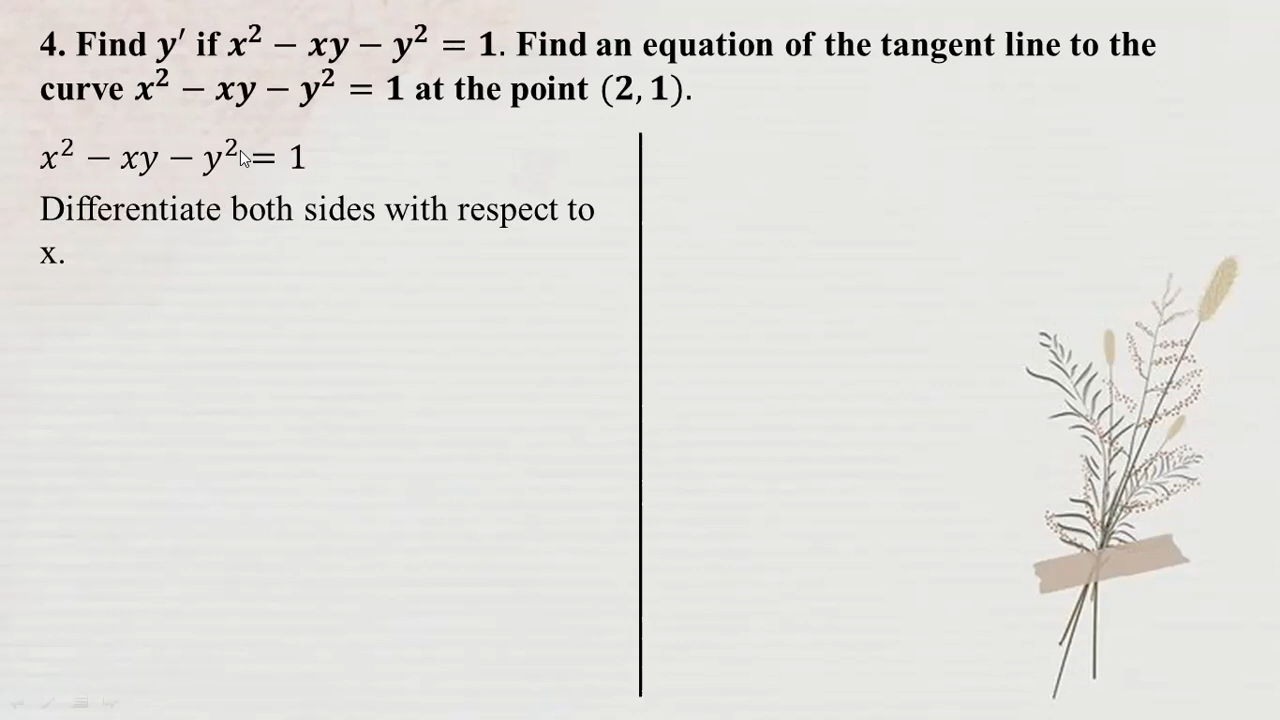 4. Find y′ if x² − xy − y² = 1. Find an equation of the tangent line to the
curve x² − xy − y² = 1 at the point (2, 1).
x² − xy − y² = 1
Differentiate both sides with respect to
x.